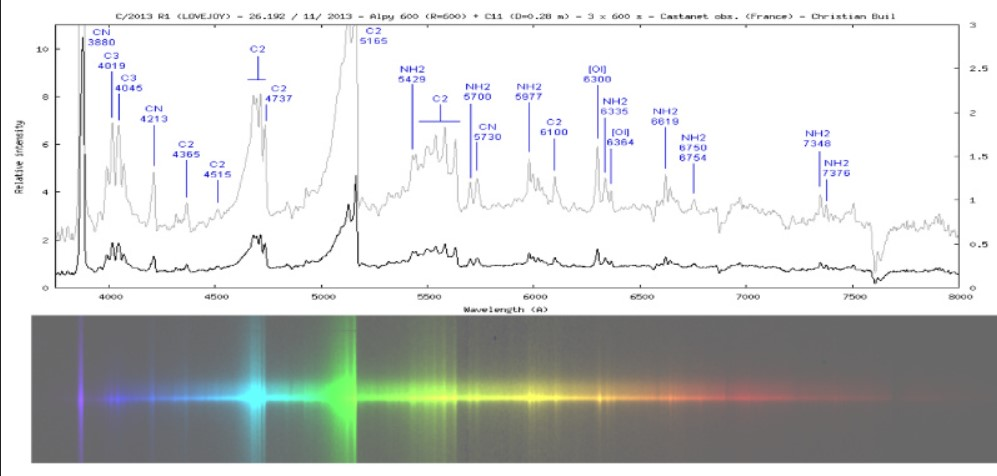 C/2013 R1 (LOVEJOY) - 26.192 / 11/ 2013 - Alpy 600 (R=600) + C11 (D=0.28 m) - 3 x 600 s - Castanet obs. (France) - Christian Buil
CN
3880
C3
4019
C3
4045
CN
4213
C2
4365
C2
4515
C2
C2
4737
C2
5165
NH2
5429
C2
NH2
5700
CN
5730
NH2
5977
C2
6100
[OI]
6300
NH2
6335
[OI]
6364
NH2
6619
NH2
6750
6754
NH2
7348
NH2
7376
Relative intensity
10
8
6
4
2
0
3
2.5
2
1.5
1
0.5
0
4000 4500 5000 5500 6000 6500 7000 7500 8000
Wavelength (A)